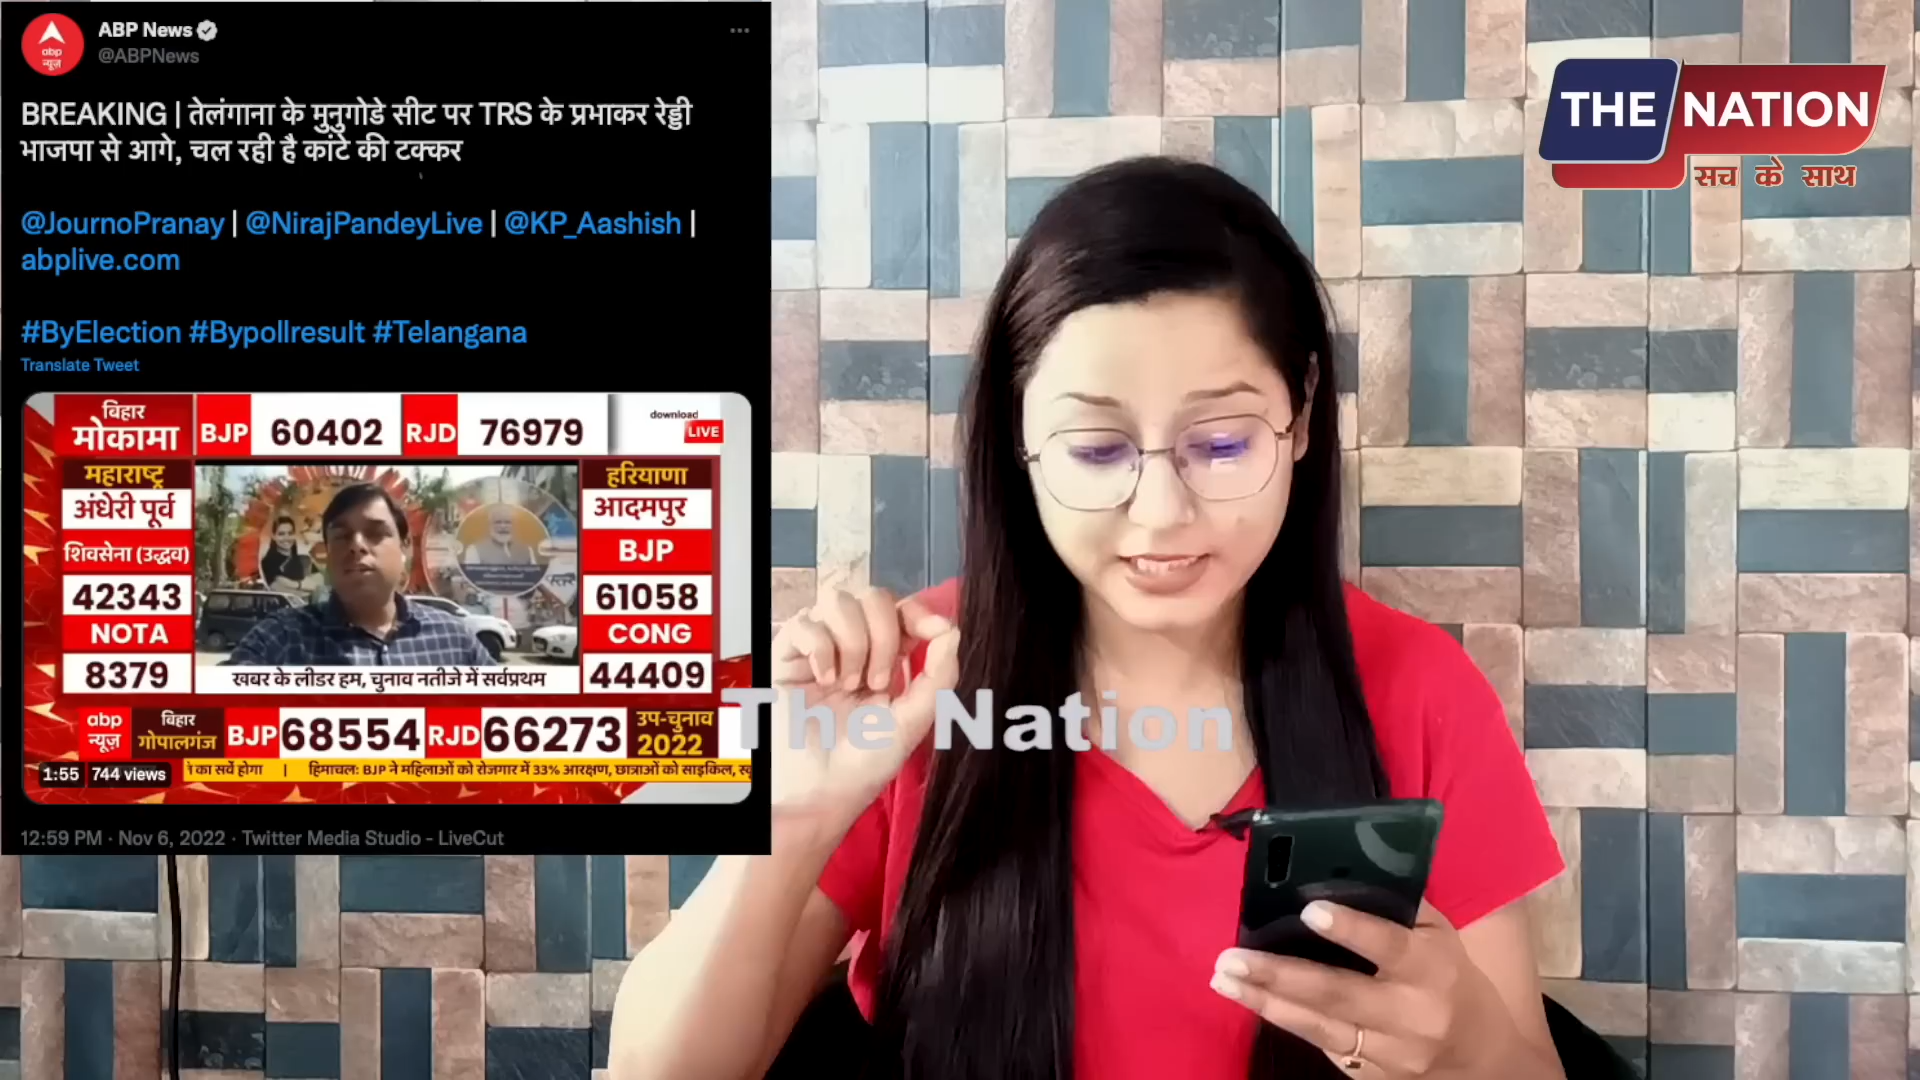 ABP News
@ABPNews
BREAKING | तेलंगाना के मुनुगोडे सीट पर TRS के प्रभाकर रेड्डी
भाजपा से आगे, चल रही है कांटे की टक्कर
@JournoPranay | @NirajPandeyLive | @KP_Aashish |
abplive.com
#ByElection #Bypollresult #Telangana
Translate Tweet
बिहार
मोकामा
BJP 60402 RJD 76979
download
LIVE
महाराष्ट्र
अंधेरी पूर्व
शिवसेना (उद्धव)
42343
NOTA
8379
हरियाणा
आदमपुर
BJP
61058
CONG
44409
खबर के लीडर हम, चुनाव नतीजे में सर्वप्रथम
abp
न्यूज़
बिहार
गोपालगंज
BJP 68554 RJD 66273
उप-चुनाव
2022
1:55 744 views
का सर्वे होगा | हिमाचल: BJP ने महिलाओं को रोजगार में 33% आरक्षण, छात्राओं को साइकिल,
12:59 PM · Nov 6, 2022 · Twitter Media Studio - LiveCut
abp
न्यूज़
THE NATION
सच के साथ
The Nation